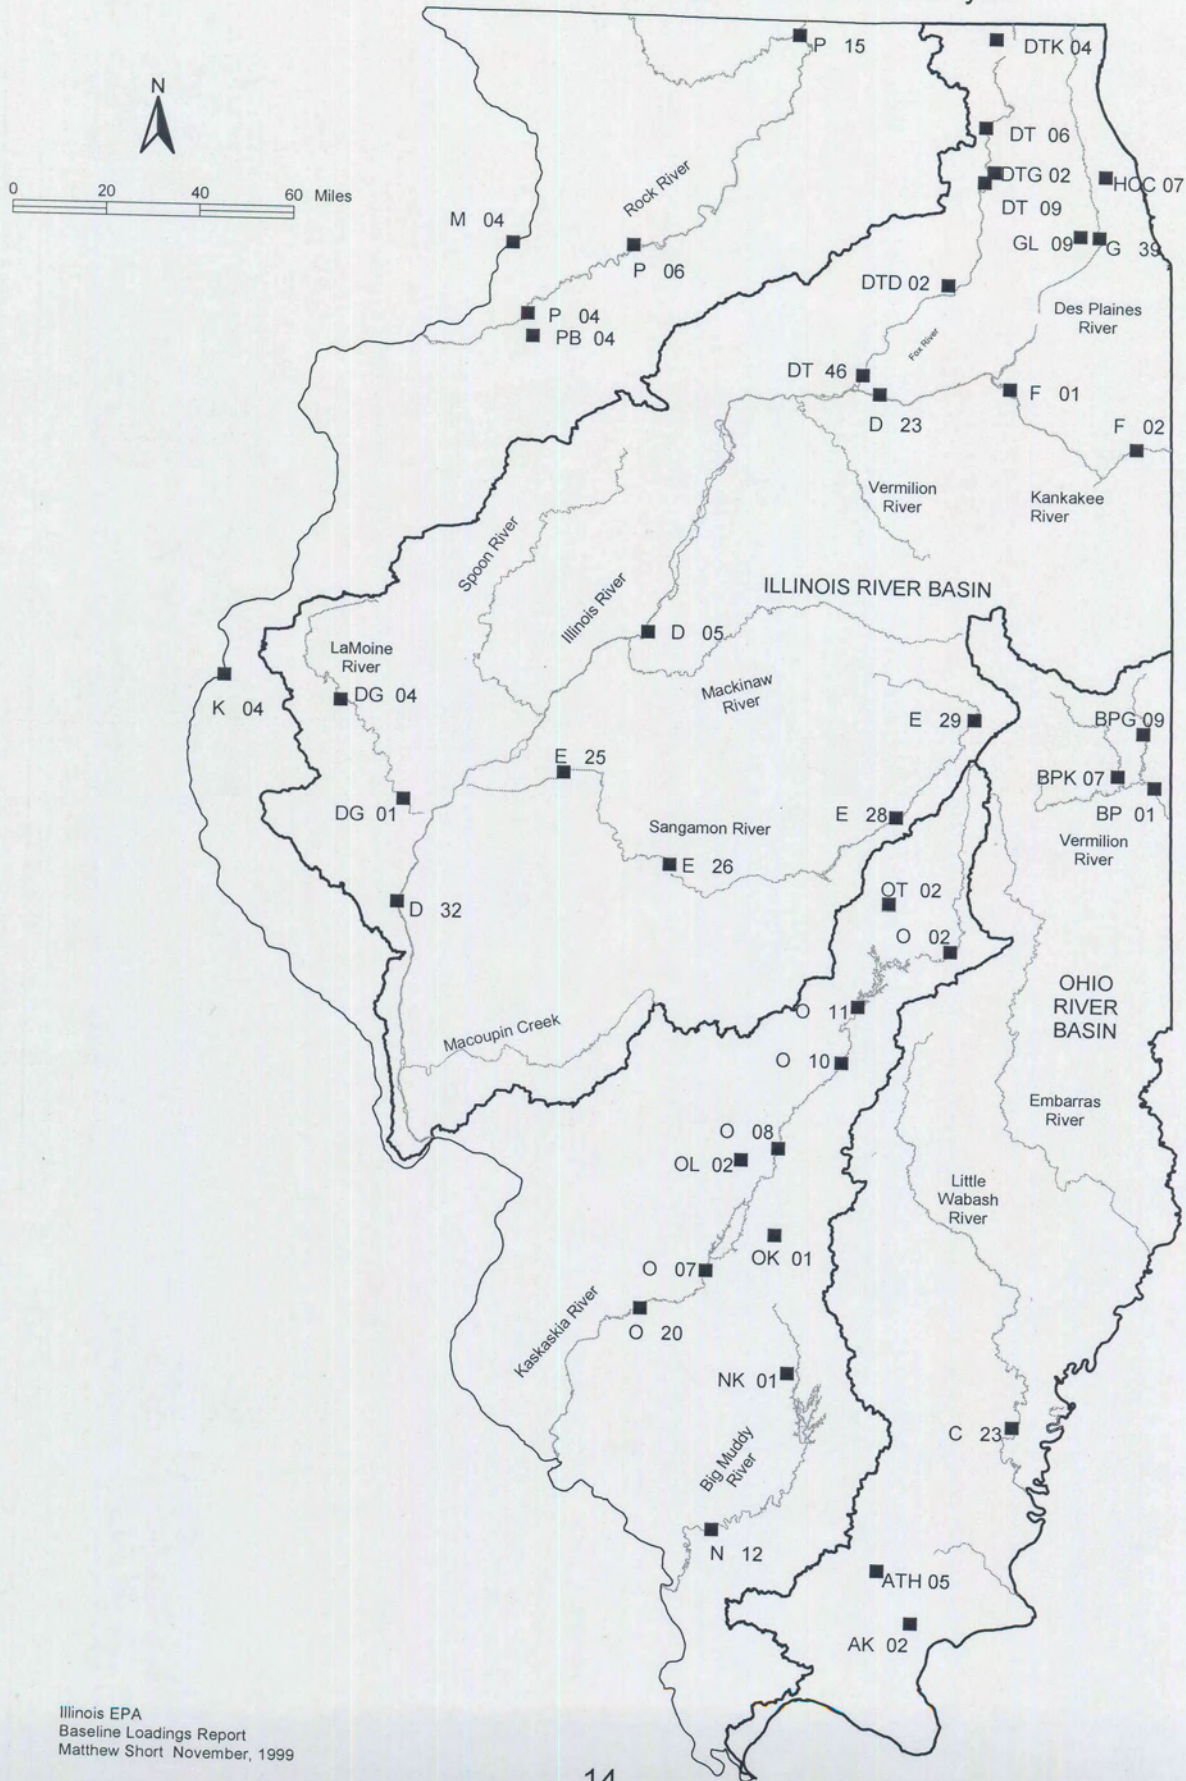 P 15
DTK 04
N
DT 06
DTG 02
HCC 07
0 20 40 60 Miles
Rock River
DT 09
M 04
GL 09
G 39
P 06
DTD 02
P 04
Des Plaines
River
PB 04
Fox River
DT 46
F 01
D 23
F 02
Vermilion
River
Kankakee
River
Spoon River
Illinois River
ILLINOIS RIVER BASIN
D 05
LaMoine
River
DG 04
Mackinaw
River
K 04
E 29
BPG 09
E 25
BPK 07
DG 01
E 28
BP 01
Sangamon River
Vermilion
River
E 26
OT 02
D 32
O 02
OHIO
RIVER
BASIN
O 11
Macoupin Creek
O 10
Embarras
River
O 08
OL 02
Little
Wabash
River
OK 01
O 07
Kaskaskia River
O 20
NK 01
C 23
Big Muddy
River
N 12
ATH 05
AK 02
Illinois EPA
Baseline Loadings Report
Matthew Short November, 1999
14